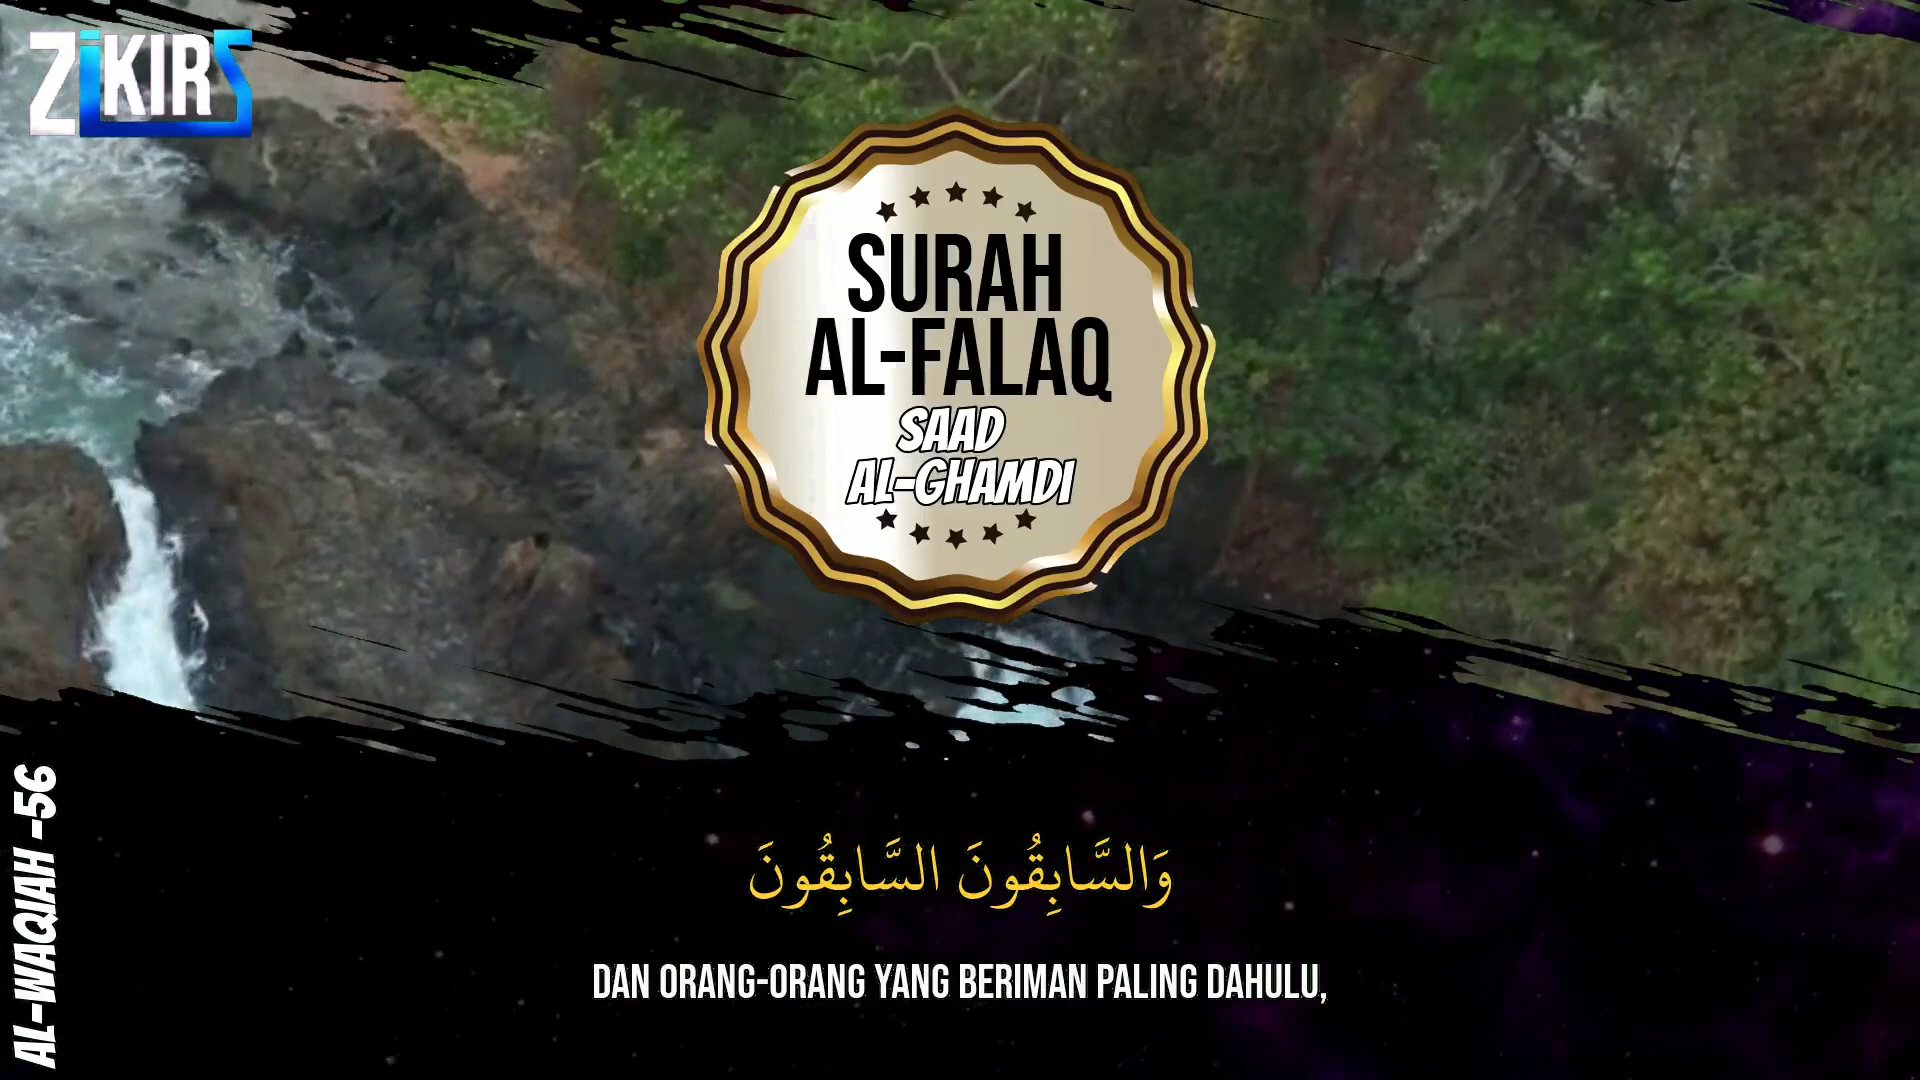 ZiKIRS
SURAH
AL-FALAQ
SAAD
AL-GHAMDI
AL-WAQIAH -56
وَالسَّابِقُونَ السَّابِقُونَ
DAN ORANG-ORANG YANG BERIMAN PALING DAHULU,